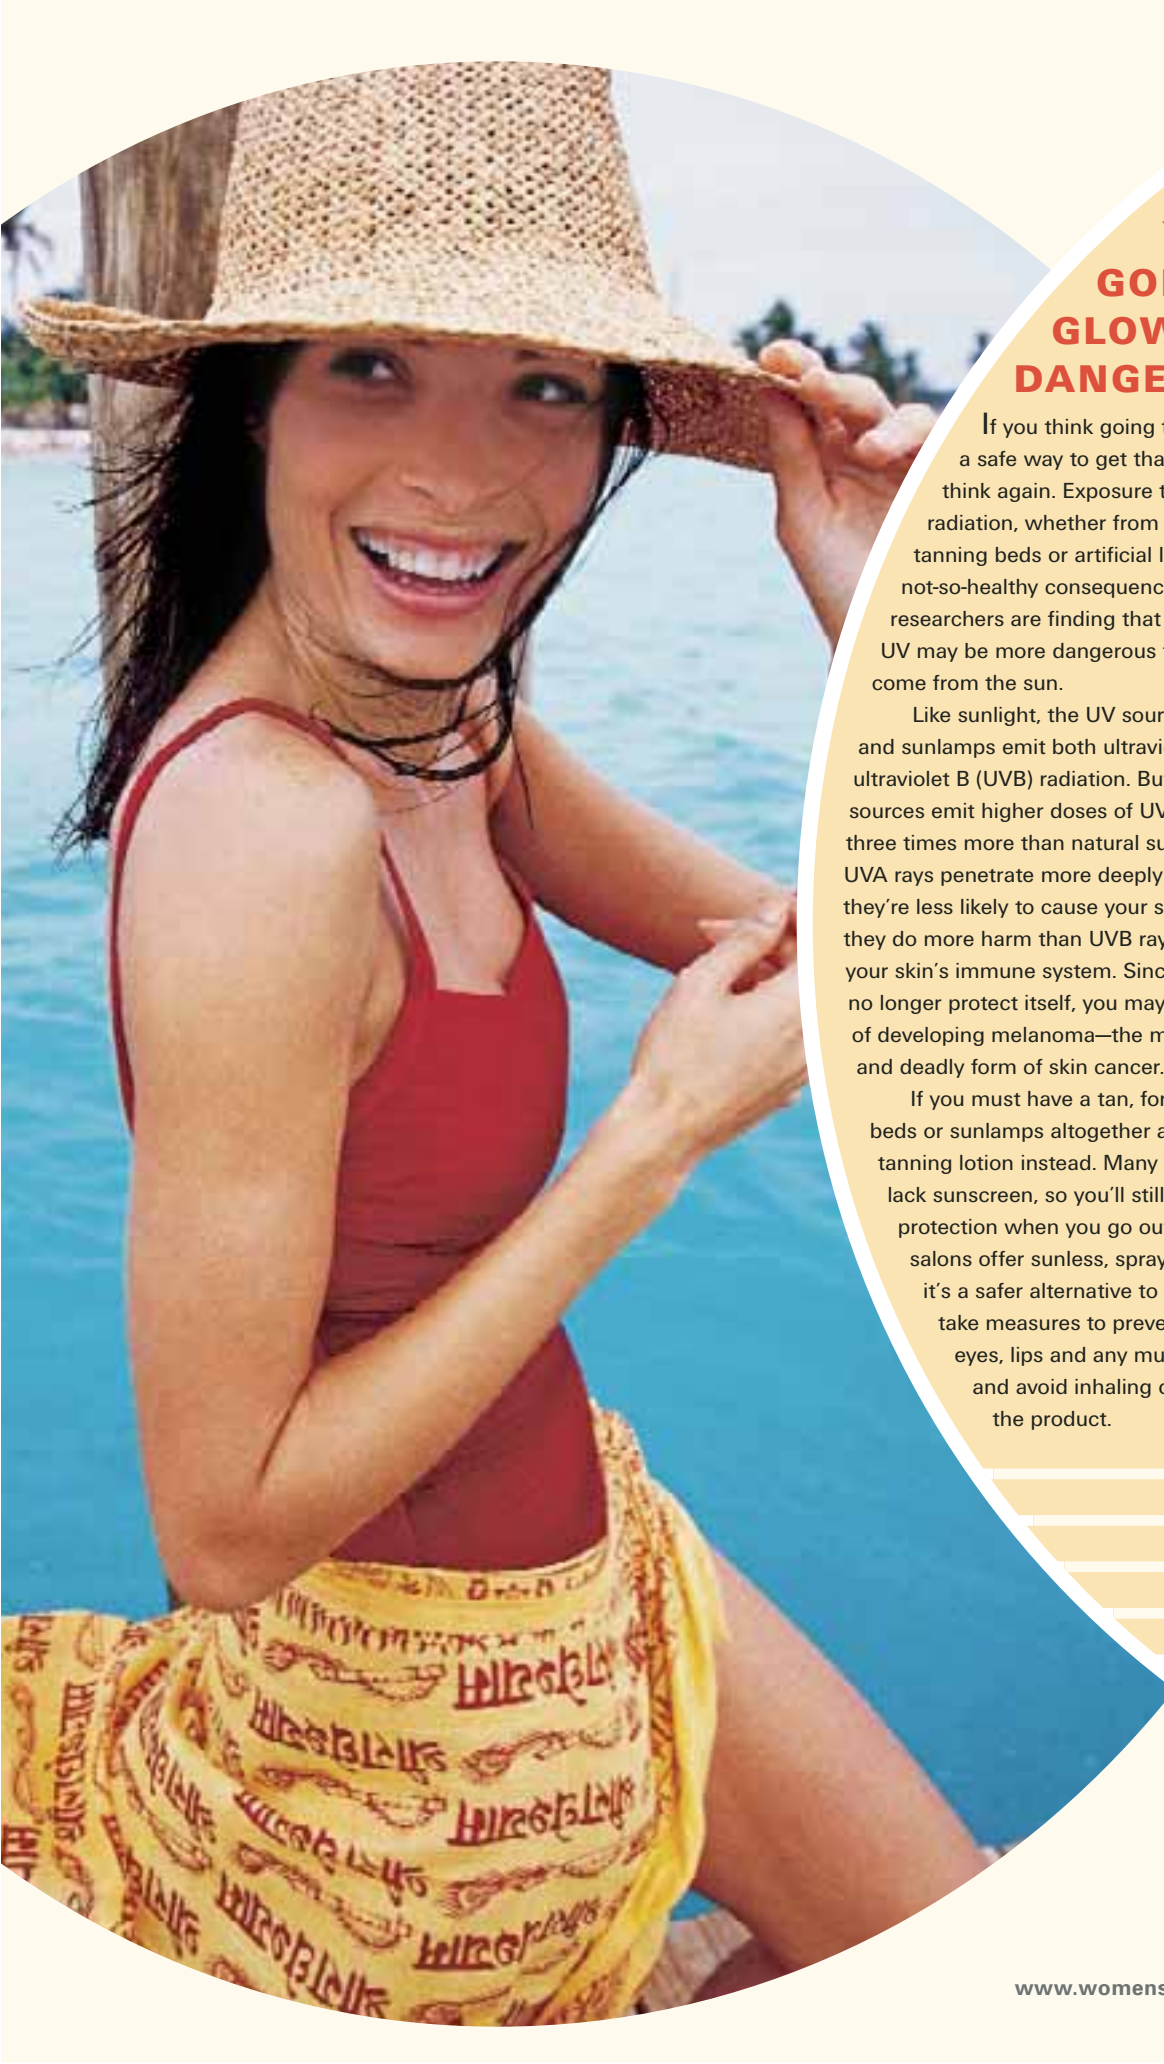 GO
GLOW
DANGE
If you think going
a safe way to get tha
think again. Exposure
radiation, whether from
tanning beds or artificial
not-so-healthy consequenc
researchers are finding that
UV may be more dangerous
come from the sun.
Like sunlight, the UV sour
and sunlamps emit both ultravi
ultraviolet B (UVB) radiation. Bu
sources emit higher doses of UV
three times more than natural su
UVA rays penetrate more deeply
they're less likely to cause your s
they do more harm than UVB ray
your skin's immune system. Sinc
no longer protect itself, you may
of developing melanoma—the m
and deadly form of skin cancer.
If you must have a tan, for
beds or sunlamps altogether a
tanning lotion instead. Many
lack sunscreen, so you'll still
protection when you go ou
salons offer sunless, spray
it's a safer alternative to
take measures to preve
eyes, lips and any mu
and avoid inhaling
the product.
www.womens